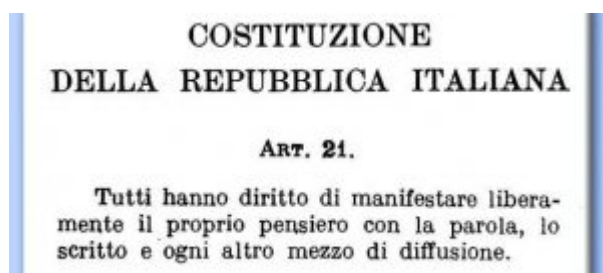 COSTITUZIONE
DELLA REPUBBLICA ITALIANA
ART. 21.
Tutti hanno diritto di manifestare libera-
mente il proprio pensiero con la parola, lo
scritto e ogni altro mezzo di diffusione.